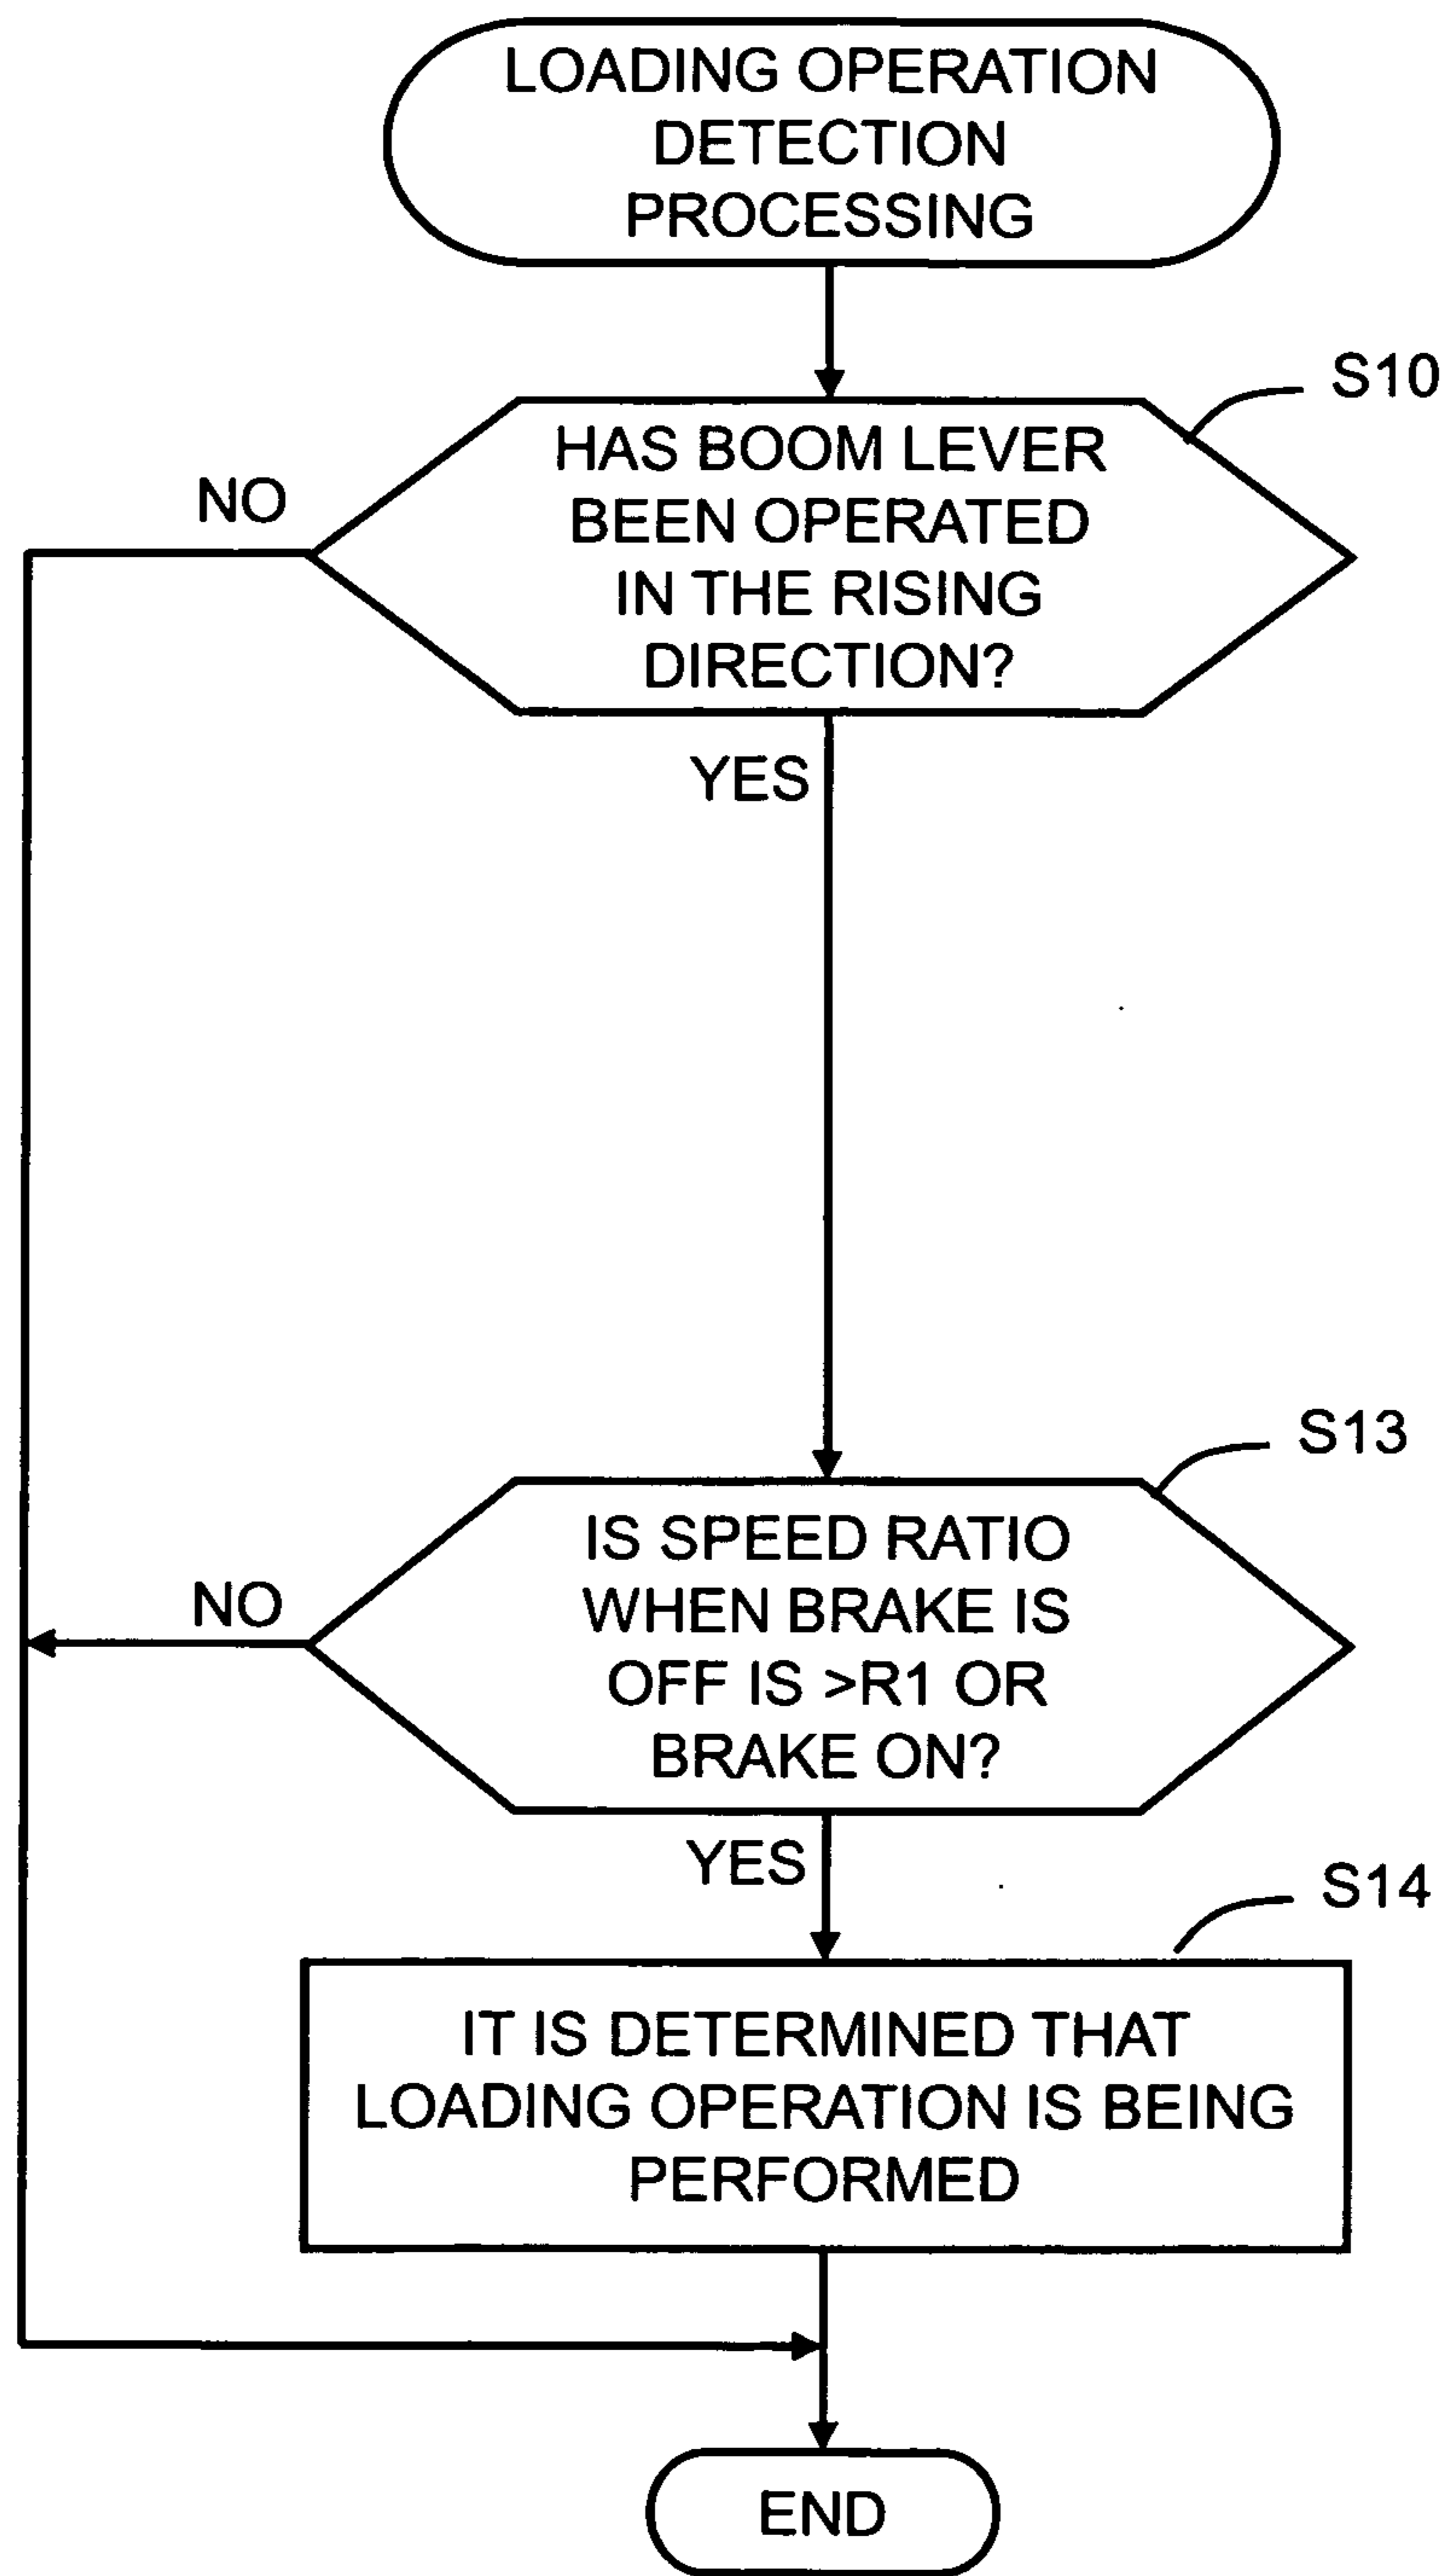 LOADING OPERATION
DETECTION
PROCESSING
S10
HAS BOOM LEVER
BEEN OPERATED
IN THE RISING
DIRECTION?
NO
YES
S13
IS SPEED RATIO
WHEN BRAKE IS
OFF IS >R1 OR
BRAKE ON?
NO
YES
S14
IT IS DETERMINED THAT
LOADING OPERATION IS BEING
PERFORMED
END